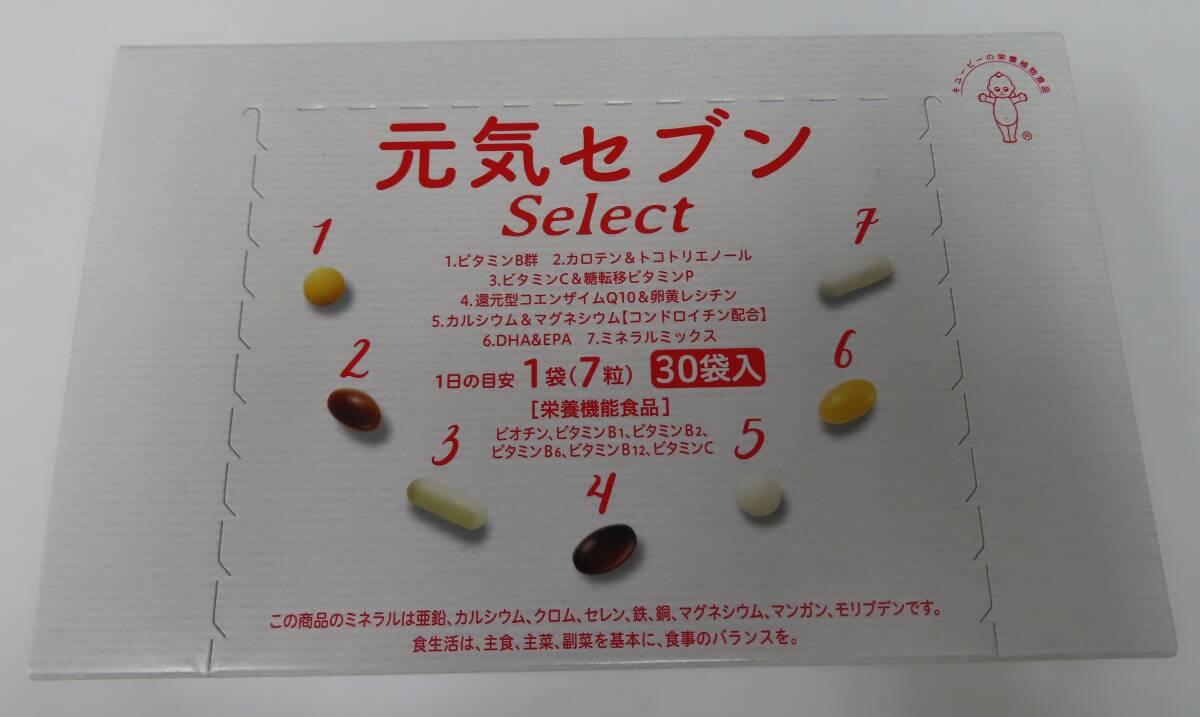 キユーピーの栄養補助食品
®
元気セブン
Select
1.ビタミンB群 2.カロテン&トコトリエノール
3.ビタミンC&糖転移ビタミンP
4.還元型コエンザイムQ10&卵黄レシチン
5.カルシウム&マグネシウム【コンドロイチン配合】
6.DHA&EPA 7.ミネラルミックス
1日の目安 1袋(7粒) 30袋入
[栄養機能食品]
ビオチン、ビタミンB1、ビタミンB2、
ビタミンB6、ビタミンB12、ビタミンC
1
2
3
4
5
6
7
この商品のミネラルは亜鉛、カルシウム、クロム、セレン、鉄、銅、マグネシウム、マンガン、モリブデンです。
食生活は、主食、主菜、副菜を基本に、食事のバランスを。